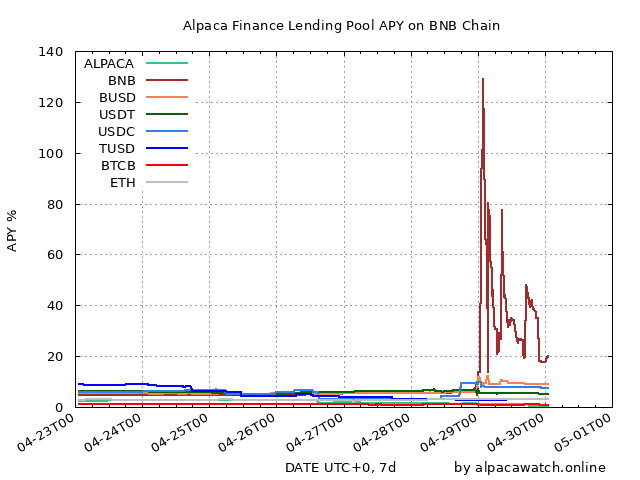 Alpaca Finance Lending Pool APY on BNB Chain
140
120
100
80
60
40
20
0
APY %
ALPACA
BNB
BUSD
USDT
USDC
TUSD
BTCB
ETH
04-23T00
04-24T00
04-25T00
04-26T00
04-27T00
04-28T00
04-29T00
04-30T00
05-01T00
DATE UTC+0, 7d
by alpacawatch.online